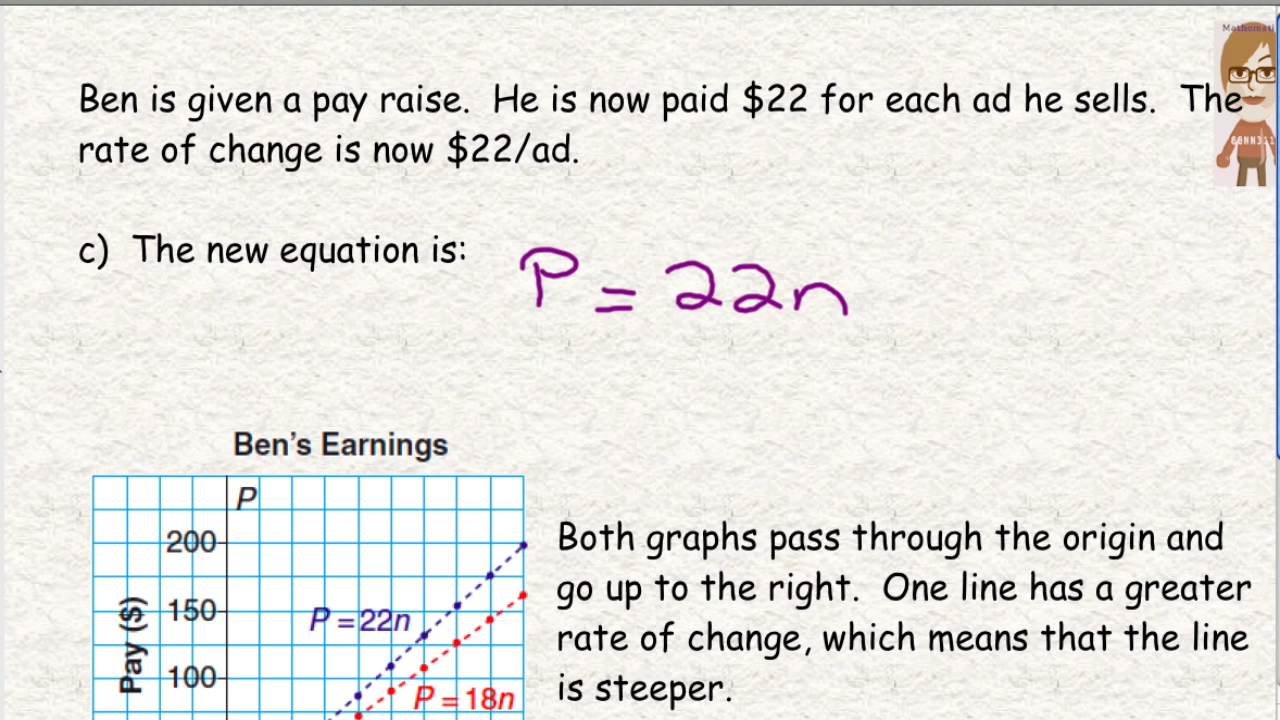 Mathemati
Ben is given a pay raise. He is now paid $22 for each ad he sells. The
rate of change is now $22/ad.
c) The new equation is: P = 22n
Ben's Earnings
P
200
150
100
Pay ($)
P = 22n
P = 18n
Both graphs pass through the origin and
go up to the right. One line has a greater
rate of change, which means that the line
is steeper.